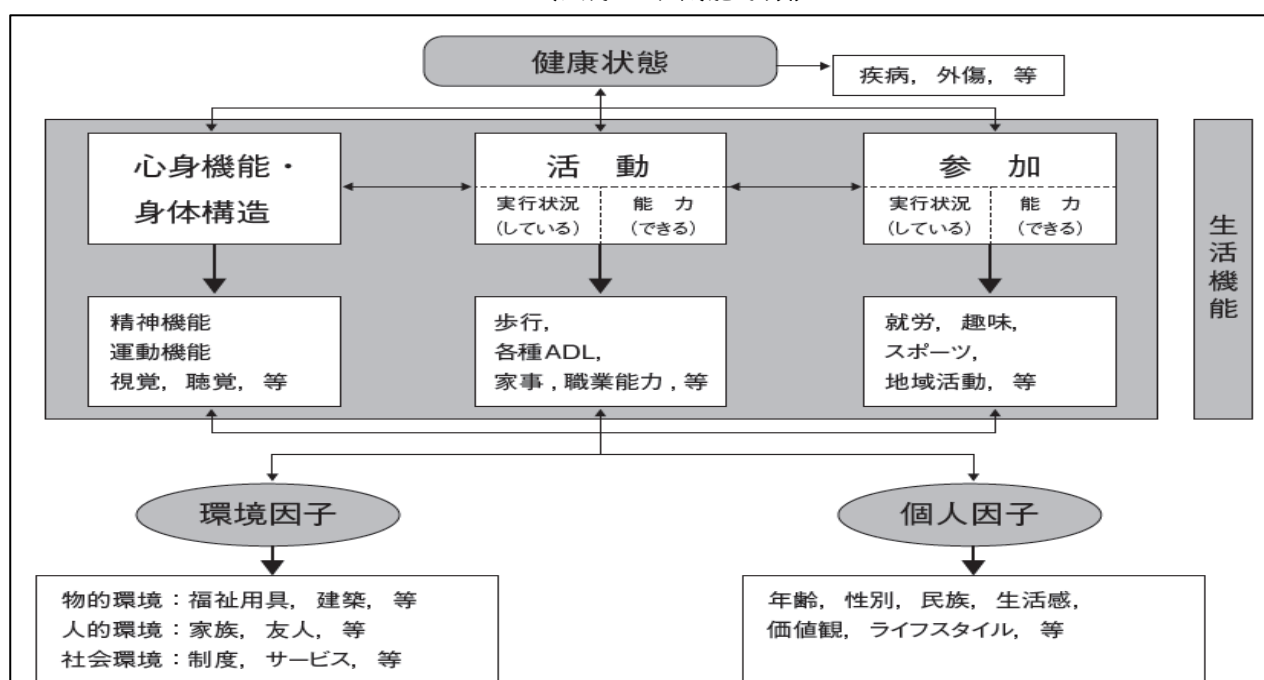 健康状態
疾病, 外傷, 等
心身機能・
身体構造
活 動
実行状況
(している)
能 力
(できる)
参 加
実行状況
(している)
能 力
(できる)
生活機能
精神機能
運動機能
視覚, 聴覚, 等
歩行,
各種ADL,
家事 , 職業能力 , 等
就労, 趣味,
スポーツ,
地域活動, 等
環境因子
個人因子
物的環境:福祉用具, 建築, 等
人的環境:家族, 友人, 等
社会環境:制度, サービス, 等
年齢, 性別, 民族, 生活感,
価値観, ライフスタイル, 等